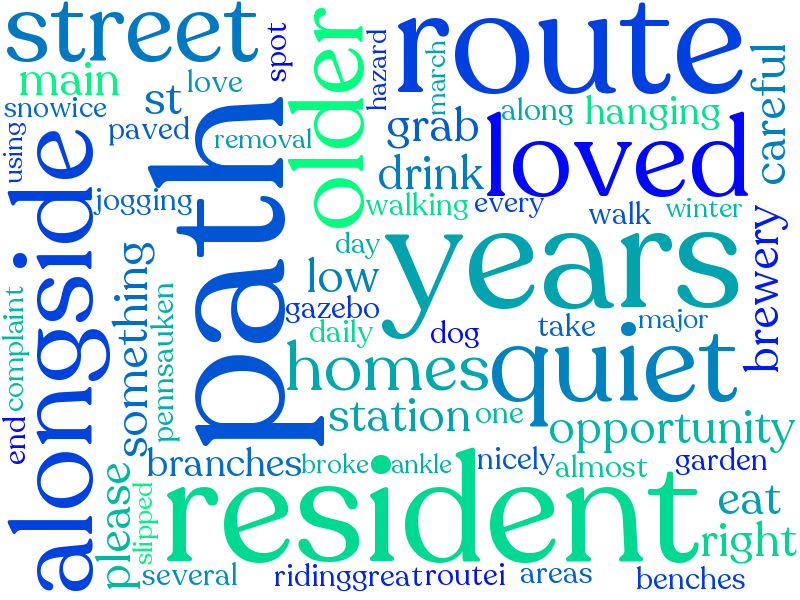 street
route
older
spot
hazard
march
main
love
st
snowice
careful
along
hanging
grab
paved
removal
using
loved
path
alongside
drink
jogging
walking
every
walk
winter
years
day
low
something
gazebo
brewery
pennsauken
complaint
daily
dog
take
major
homes
quiet
station
one
opportunity
end
branches
broke
ankle
nicely
almost
garden
please
slipped
resident
eat
right
several
riding
great
routei
areas
benches